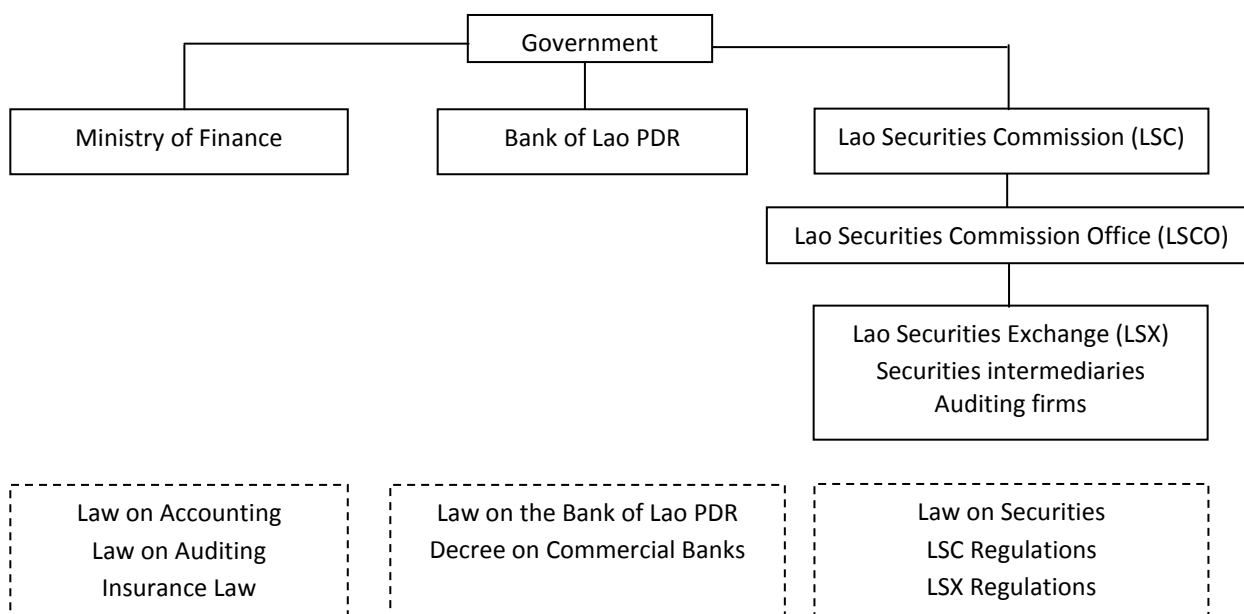 Government
Ministry of Finance
Bank of Lao PDR
Lao Securities Commission (LSC)
Lao Securities Commission Office (LSCO)
Lao Securities Exchange (LSX)
Securities intermediaries
Auditing firms
Law on Accounting
Law on Auditing
Insurance Law
Law on the Bank of Lao PDR
Decree on Commercial Banks
Law on Securities
LSC Regulations
LSX Regulations